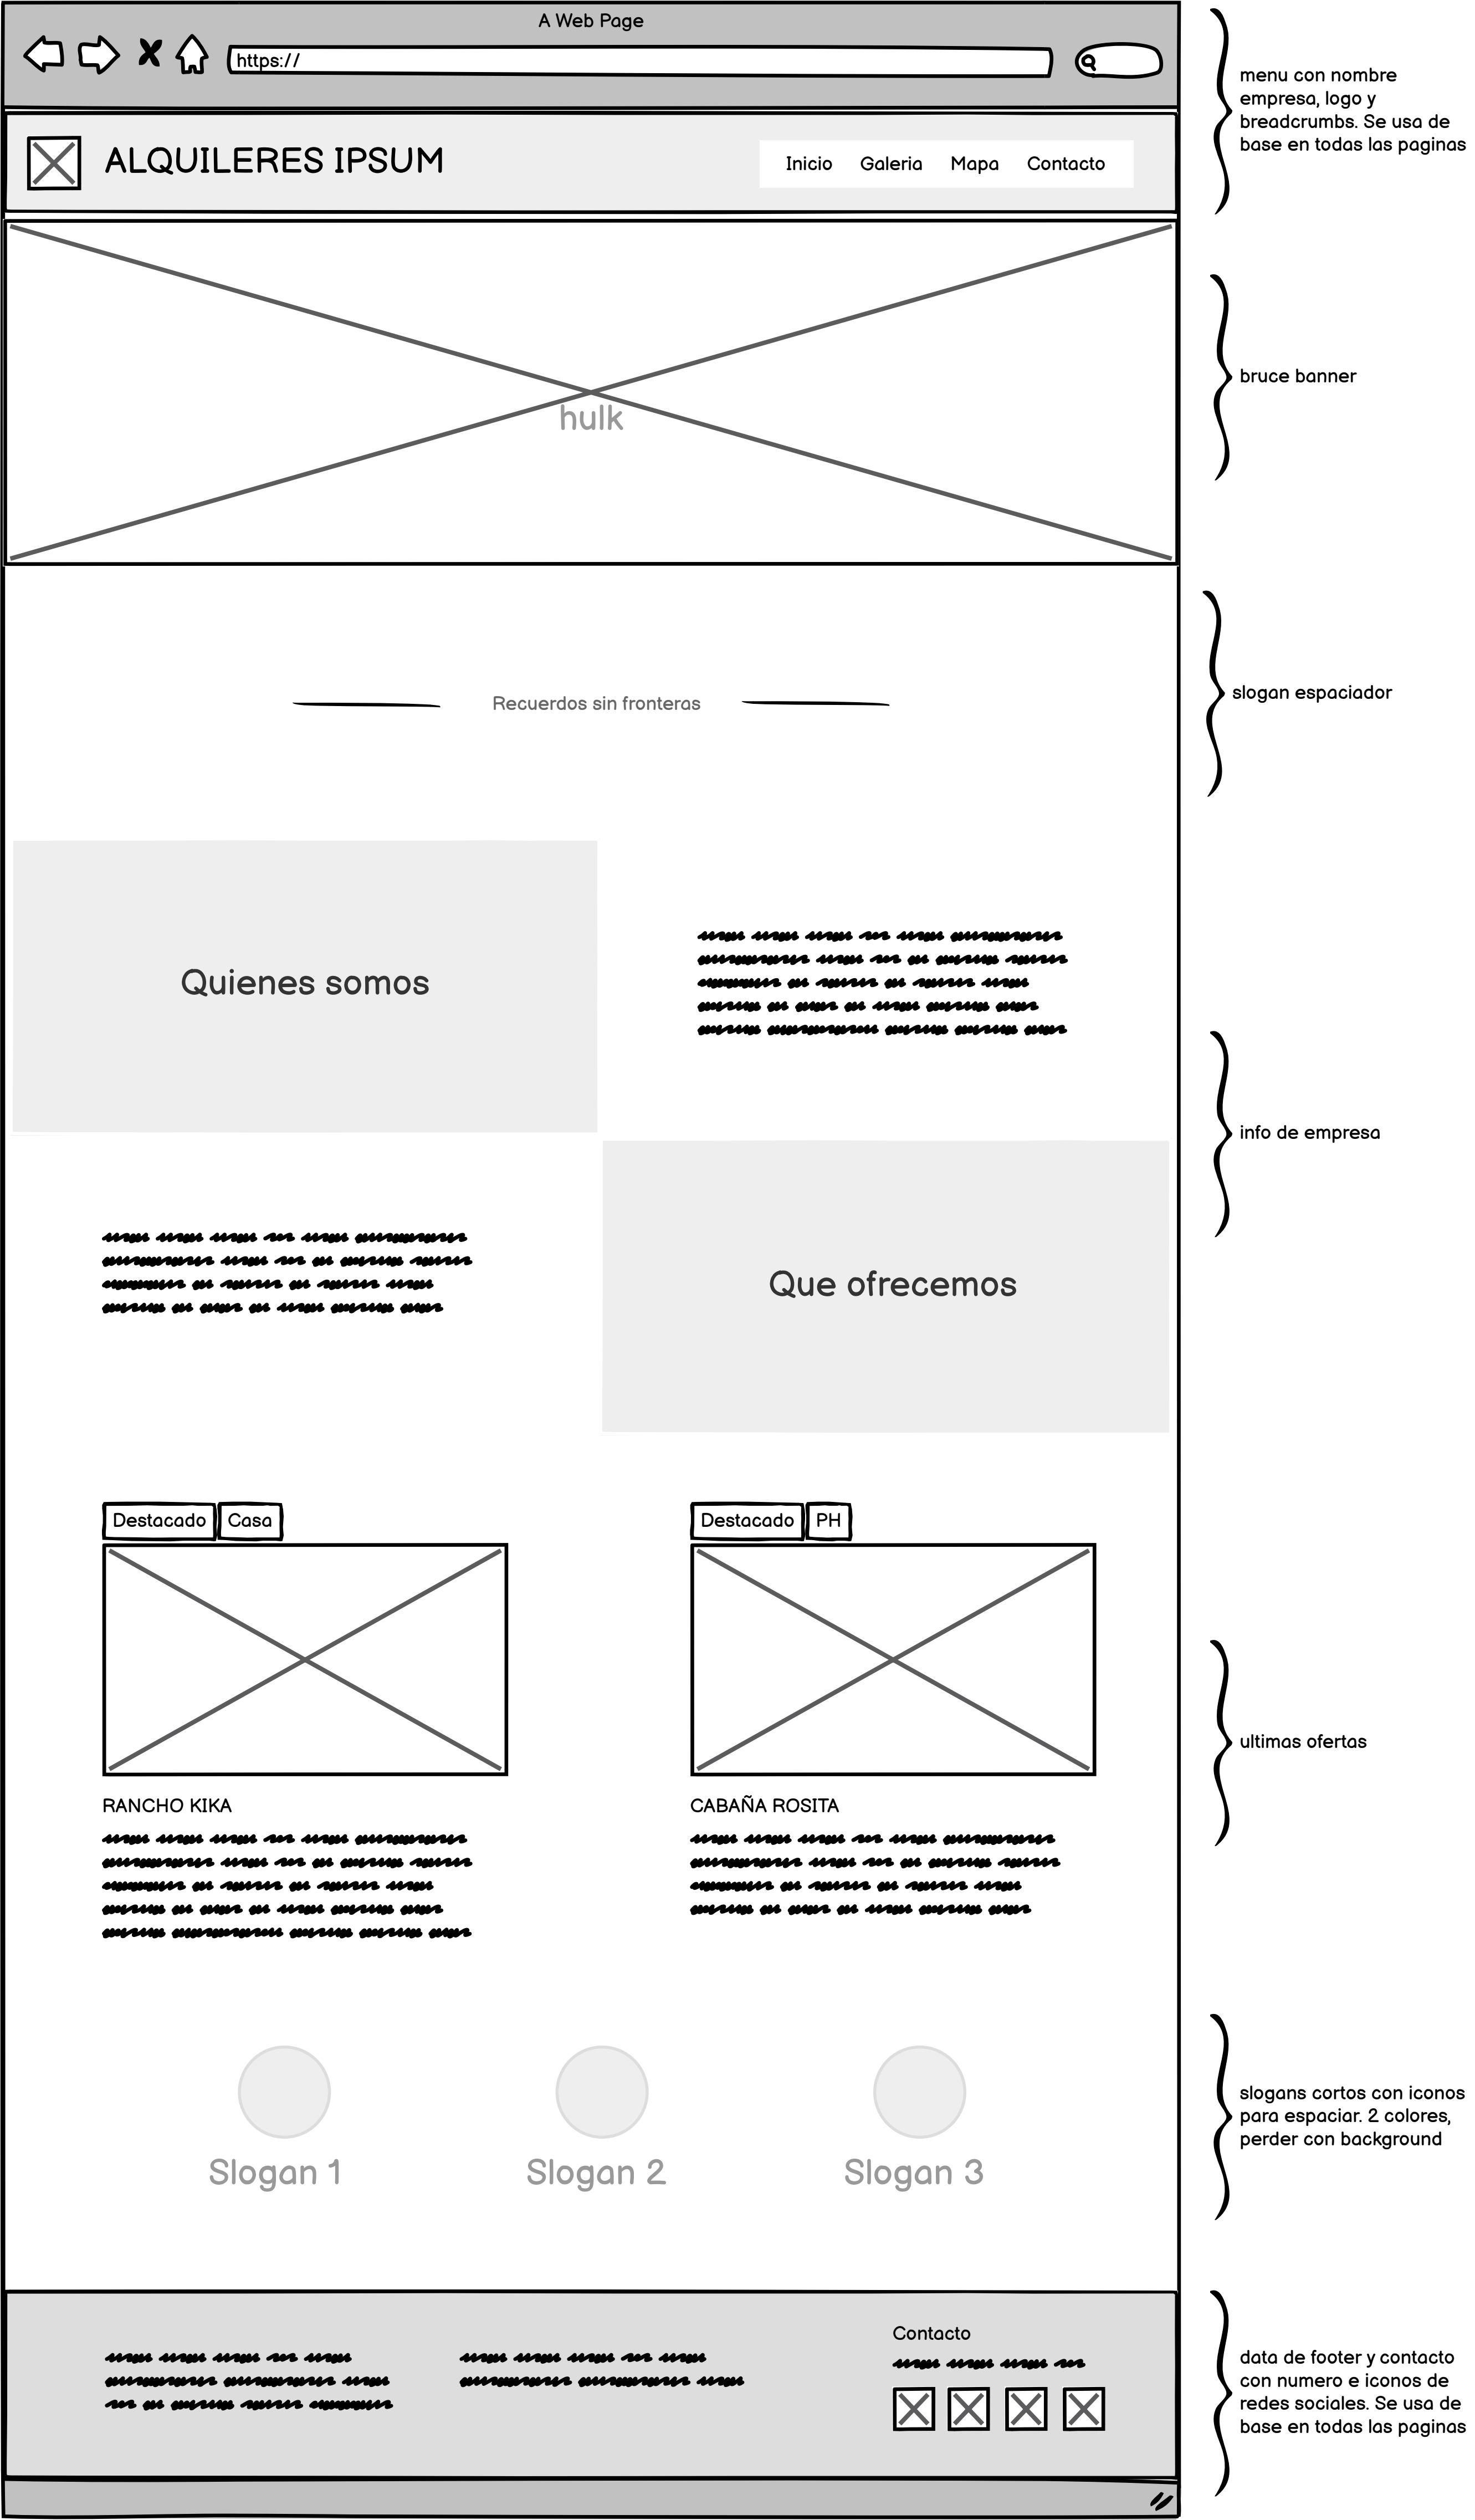 A Web Page
https://
menu con nombre
empresa, logo y
breadcrumbs. Se usa de
base en todas las paginas
ALQUILERES IPSUM
Inicio Galeria Mapa Contacto
hulk
bruce banner
Recuerdos sin fronteras
slogan espaciador
Quienes somos
info de empresa
Que ofrecemos
Destacado Casa
Destacado PH
ultimas ofertas
RANCHO KIKA
CABAÑA ROSITA
slogans cortos con iconos
para espaciar. 2 colores,
perder con background
Slogan 1
Slogan 2
Slogan 3
Contacto
data de footer y contacto
con numero e iconos de
redes sociales. Se usa de
base en todas las paginas